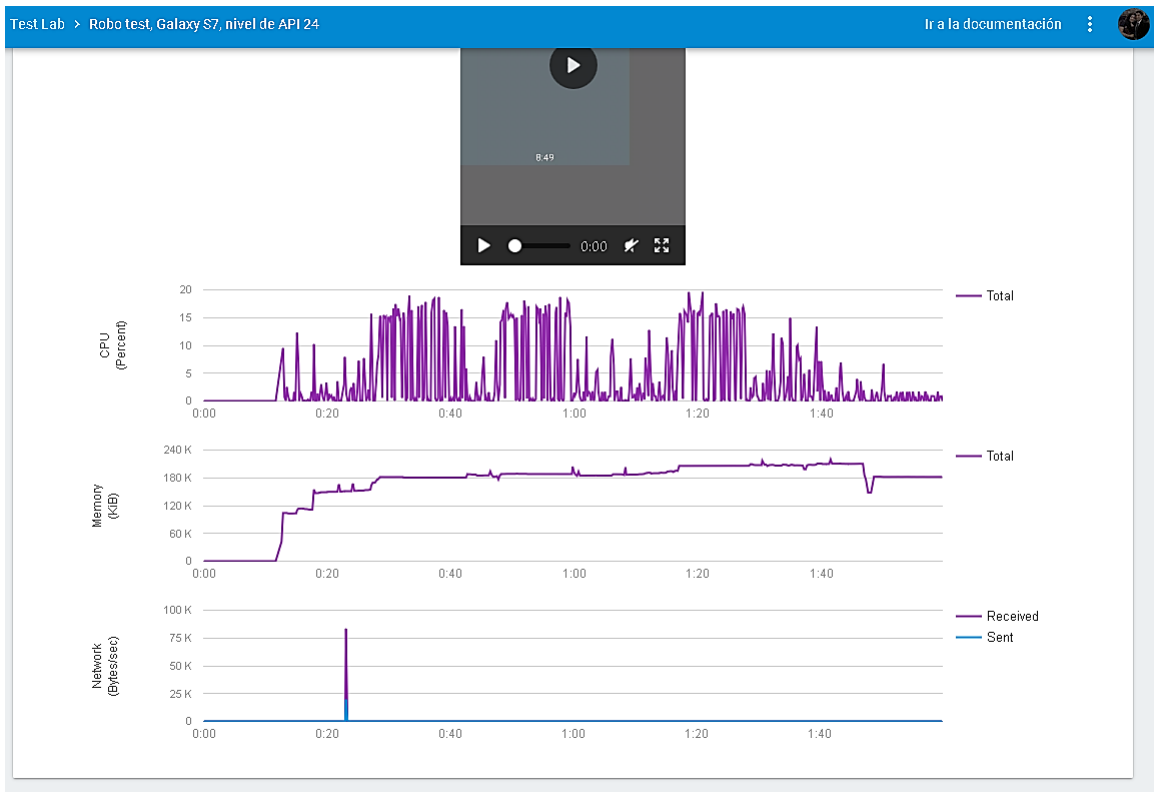 Test Lab > Robo test, Galaxy S7, nivel de API 24 Ir a la documentación
8:49
0:00
20
15
10
5
0
CPU
(Percent)
Total
0:00 0:20 0:40 1:00 1:20 1:40
240 K
180 K
120 K
60 K
0
Memory
(KiB)
Total
0:00 0:20 0:40 1:00 1:20 1:40
100 K
75 K
50 K
25 K
0
Network
(Bytes/sec)
Received
Sent
0:00 0:20 0:40 1:00 1:20 1:40